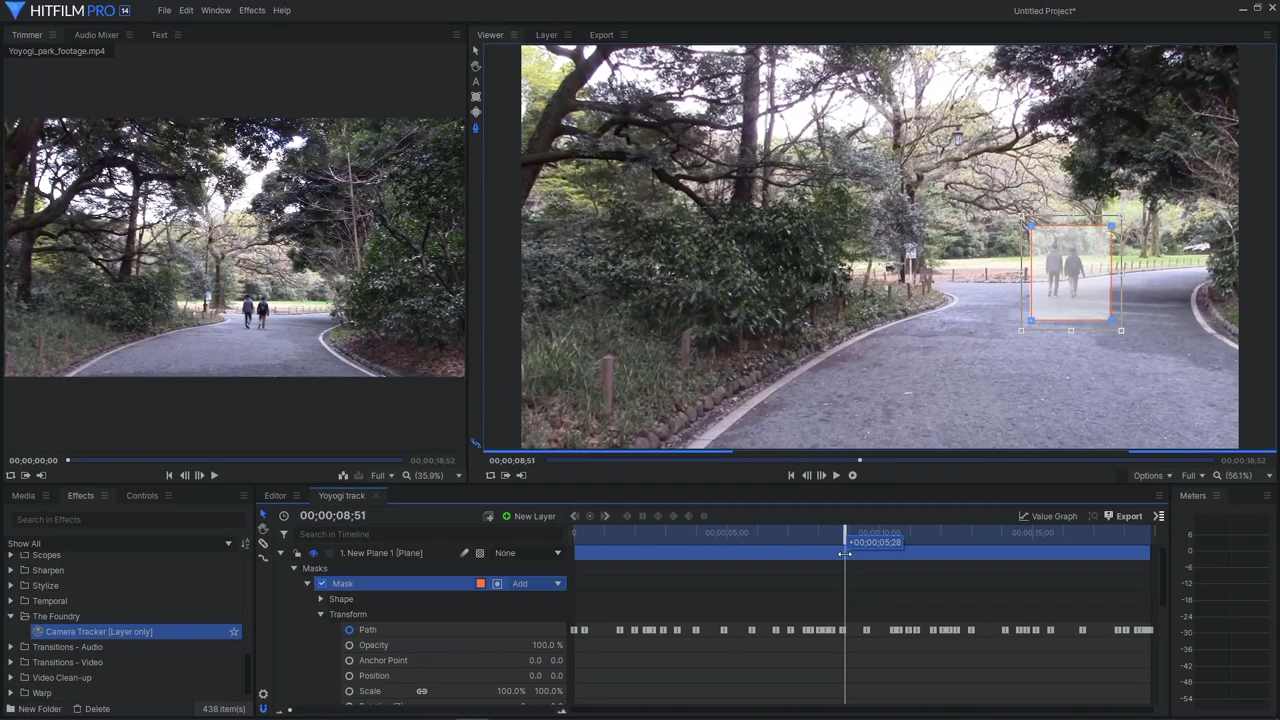 HITFILM PRO 14 File Edit Window Effects Help Untitled Project*
Trimmer Audio Mixer Text
Yoyogi_park_footage.mp4
Viewer Layer Export
00;00;00;00 00;00;18;52
Full (35.9%)
00;00;08;51 00;00;18;52
Options Full (56.1%)
Media Effects Controls
Search in Effects
Show All
Scopes
Sharpen
Stylize
Temporal
The Foundry
Camera Tracker [Layer only]
Transitions - Audio
Transitions - Video
Video Clean-up
Warp
New Folder Delete 438 item(s)
Editor Yoyogi track
00;00;08;51 New Layer Value Graph Export
Search in Timeline
00;00;05;00 00;00;10;00 00;00;15;00
+00;00;05;28
1. New Plane 1 [Plane] None
Masks
Mask Add
Shape
Transform
Path
Opacity 100.0 %
Anchor Point 0.0 0.0
Position 0.0 0.0
Scale 100.0% 100.0%
Meters
6
0
-6
-12
-18
-24
-30
-36
-42
-48
-54